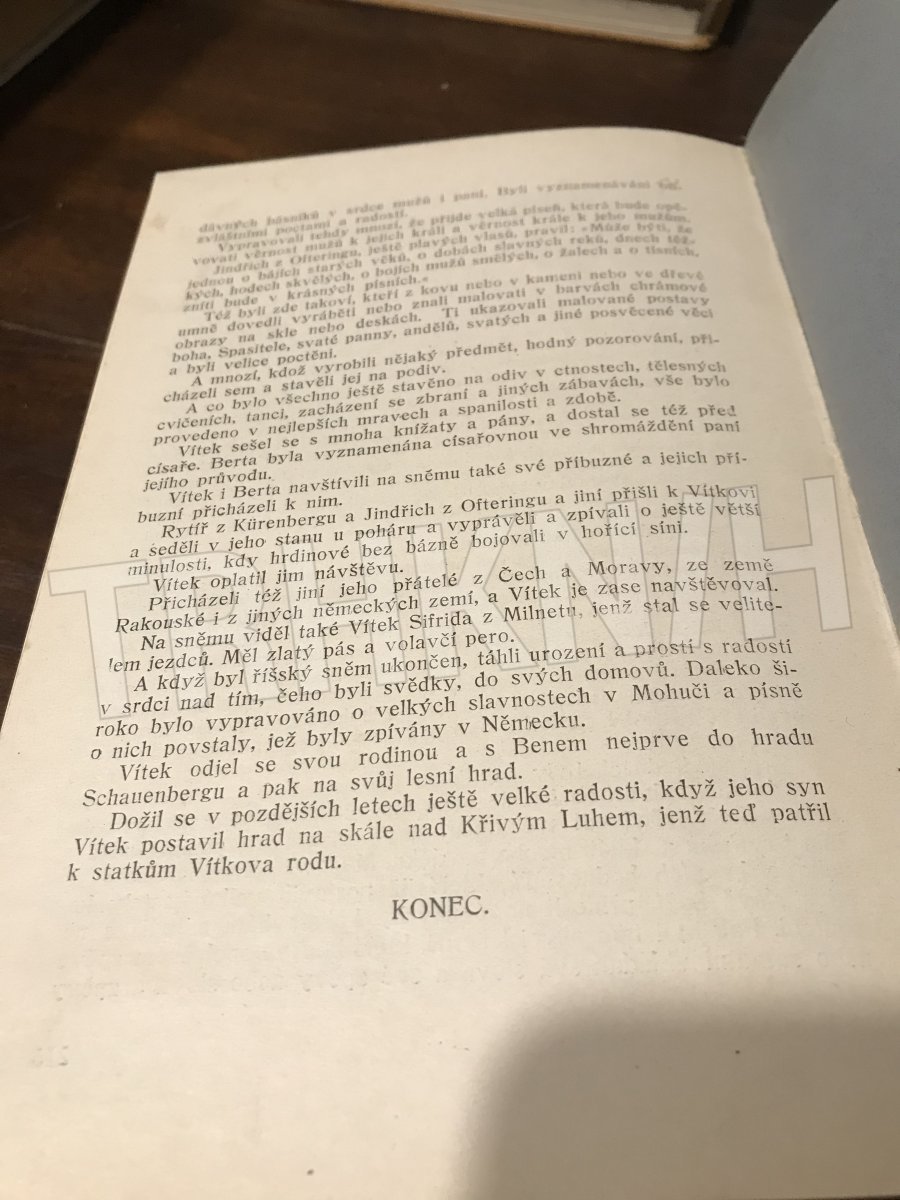 dávných básníků v srdce mužů i paní. Byli vyznamenáváni
zvláštními poctami a radostí.
Vypravovali tehdy mnozí, že přijde velká píseň, která bude opě-
vovati věrnost mužů k jejich králi a věrnost krále k jeho mužům.
Jindřich z Ofteringu, ještě plavých vlasů, pravil: »Může býti, že
jednou o bájích starých věků, o dobách slavných reků, dnech těž-
kých, hodech skvělých, o bojích mužů smělých, o žalech a o tísních,
zníti bude v krásných písních.«
Též byli zde takoví, kteří z kovu nebo v kameni nebo ve dřevě
umně dovedli vyráběti nebo znali malovati v barvách chrámové
obrazy na skle nebo deskách. Ti ukazovali malované postavy
boha, Spasitele, svaté panny, andělů, svatých a jiné posvěcené věci
a byli velice poctěni.
A mnozí, kdož vyrobili nějaký předmět, hodný pozorování, při-
cházeli sem a stavěli jej na podiv.
A co bylo všechno ještě stavěno na odiv v ctnostech, tělesných
cvičeních, tanci, zacházení se zbraní a jiných zábavách, vše bylo
provedeno v nejlepších mravech a spanilosti a zdobě.
Vítek sešel se s mnoha knížaty a pány, a dostal se též před
císaře. Berta byla vyznamenána císařovnou ve shromáždění paní
jejího průvodu.
Vítek i Berta navštívili na sněmu také své příbuzné a jejich pří-
buzní přicházeli k nim.
Rytíř z Kürenbergu a Jindřich z Ofteringu a jiní přišli k Vítkovi
a seděli v jeho stanu u poháru a vyprávěli a zpívali o ještě větší
minulosti, kdy hrdinové bez bázně bojovali v hořící síni.
Vítek oplatil jim návštěvu.
Přicházeli též jiní jeho přátelé z Čech a Moravy, ze země
Rakouské i z jiných německých zemí, a Vítek je zase navštěvoval.
Na sněmu viděl také Vítek Sifrida z Milnetu, jenž stal se velite-
lem jezdců. Měl zlatý pás a volavčí pero.
A když byl říšský sněm ukončen, táhli urození a prostí s radostí
v srdci nad tím, čeho byli svědky, do svých domovů. Daleko ši-
roko bylo vypravováno o velkých slavnostech v Mohuči a písně
o nich povstaly, jež byly zpívány v Německu.
Vítek odjel se svou rodinou a s Benem nejprve do hradu
Schauenbergu a pak na svůj lesní hrad.
Dožil se v pozdějších letech ještě velké radosti, když jeho syn
Vítek postavil hrad na skále nad Křivým Luhem, jenž teď patřil
k statkům Vítkova rodu.
KONEC.